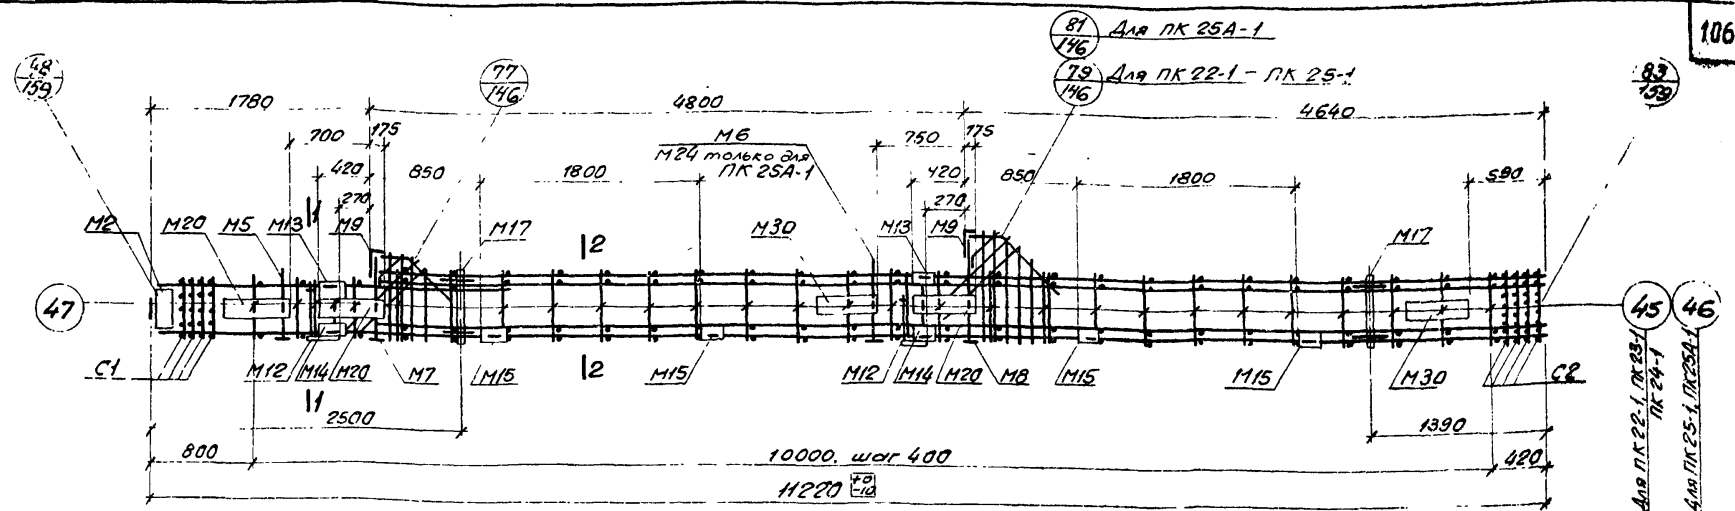 106
81
146
Для ПК 25А-1
79
146
Для ПК 22-1 - ПК 25-1
48
159
77
146
83
159
1780
4800
4640
700
175
М6
М24 только для
ПК 25А-1
750
175
420
850
1800
420
850
1800
590
270
270
М2
М20
М5
М13
1
М9
М17
2
М30
М13
М9
М17
47
45
46
С1
М12
М14
М20
М7
М15
2
М15
М12
М14
М20
М8
М15
М15
М30
С2
1
2500
1390
800
10000, шаг 400
420
11220 +0 -10
Для ПК 22-1, ПК 23-1
ПК 24-1
Для ПК 25-1, ПК 25А-1